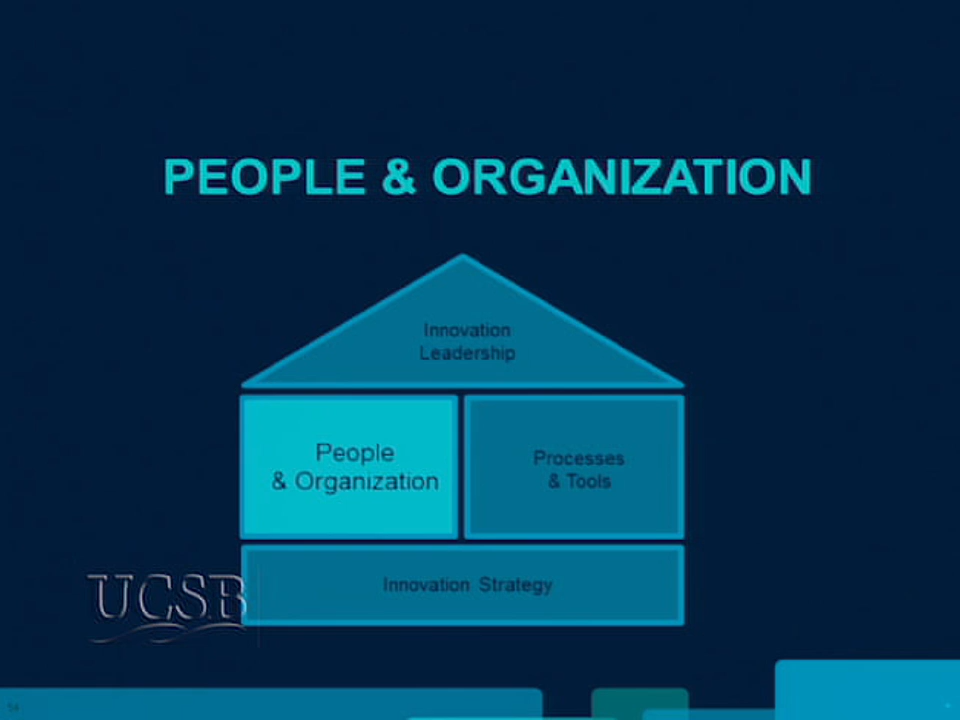 PEOPLE & ORGANIZATION
Innovation
Leadership
People
& Organization
Processes
& Tools
Innovation Strategy
UCSB